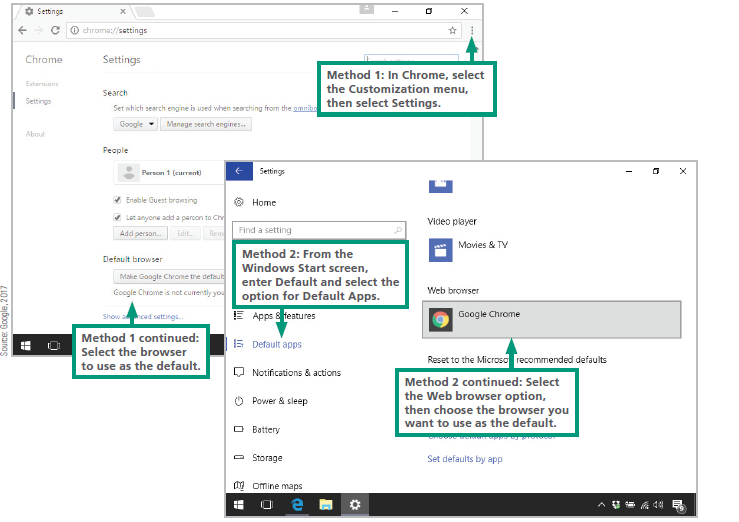 Settings
chrome://settings
Chrome
Settings
Extensions
Settings
About
Search
Set which search engine is used when searching from the omnibo
Google
Manage search engines...
People
Person 1 (current)
Enable Guest browsing
Let anyone add a person to Chr
Add person...
Edit...
Rem
Default browser
Make Google Chrome the default
Google Chrome is not currently you
Show advanced settings...
Method 1: In Chrome, select
the Customization menu,
then select Settings.
Method 1 continued:
Select the browser
to use as the default.
Source: Google, 2017
Settings
Home
Find a setting
Method 2: From the
Windows Start screen,
enter Default and select the
option for Default Apps.
Apps & features
Default apps
Notifications & actions
Power & sleep
Battery
Storage
Offline maps
Video player
Movies & TV
Web browser
Google Chrome
Reset to the Microsoft recommended defaults
Method 2 continued: Select
the Web browser option,
then choose the browser you
want to use as the default.
Choose default apps by protocol
Set defaults by app